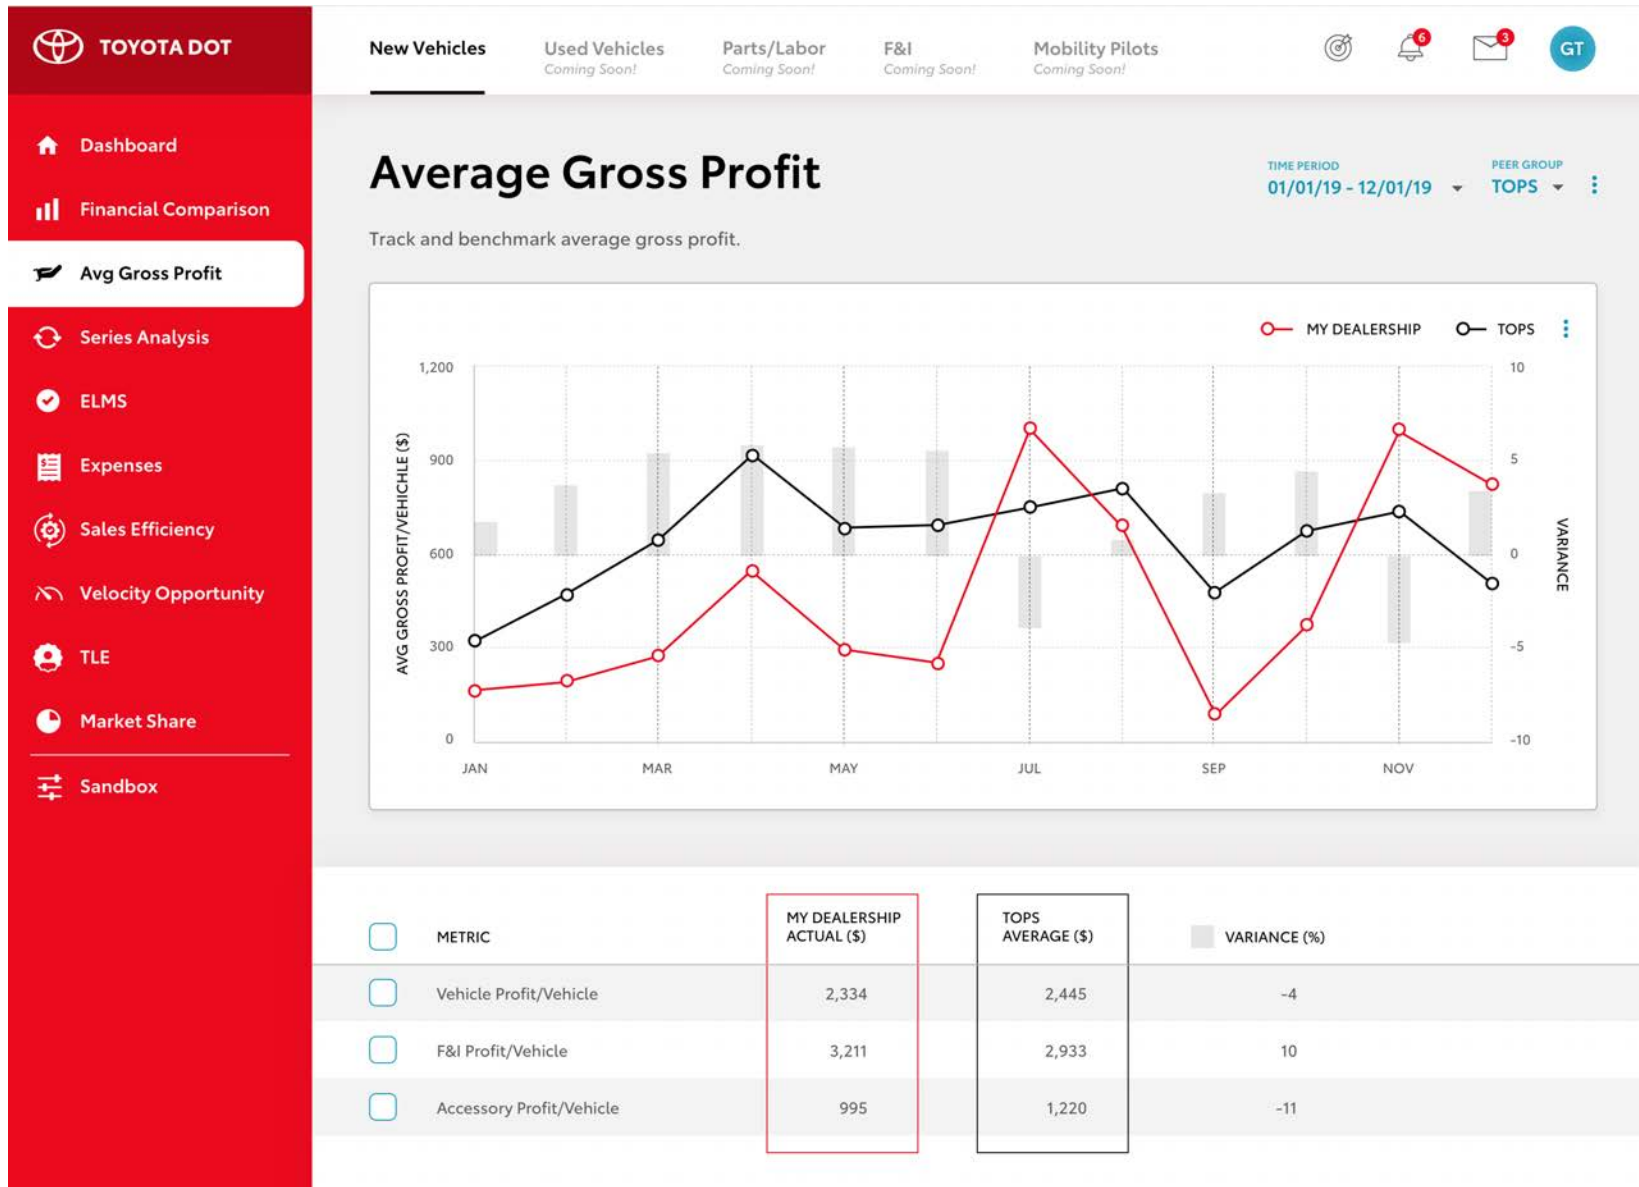 TOYOTA DOT
New Vehicles
Used Vehicles
Coming Soon!
Parts/Labor
Coming Soon!
F&I
Coming Soon!
Mobility Pilots
Coming Soon!
6
3
GT
Dashboard
Financial Comparison
Avg Gross Profit
Series Analysis
ELMS
Expenses
Sales Efficiency
Velocity Opportunity
TLE
Market Share
Sandbox
Average Gross Profit
Track and benchmark average gross profit.
TIME PERIOD
01/01/19 - 12/01/19
PEER GROUP
TOPS
MY DEALERSHIP
TOPS
AVG GROSS PROFIT/VEHICHLE ($)
1,200
900
600
300
0
10
5
0
-5
-10
VARIANCE
JAN
MAR
MAY
JUL
SEP
NOV
METRIC
MY DEALERSHIP
ACTUAL ($)
TOPS
AVERAGE ($)
VARIANCE (%)
Vehicle Profit/Vehicle 2,334 2,445 -4
F&I Profit/Vehicle 3,211 2,933 10
Accessory Profit/Vehicle 995 1,220 -11